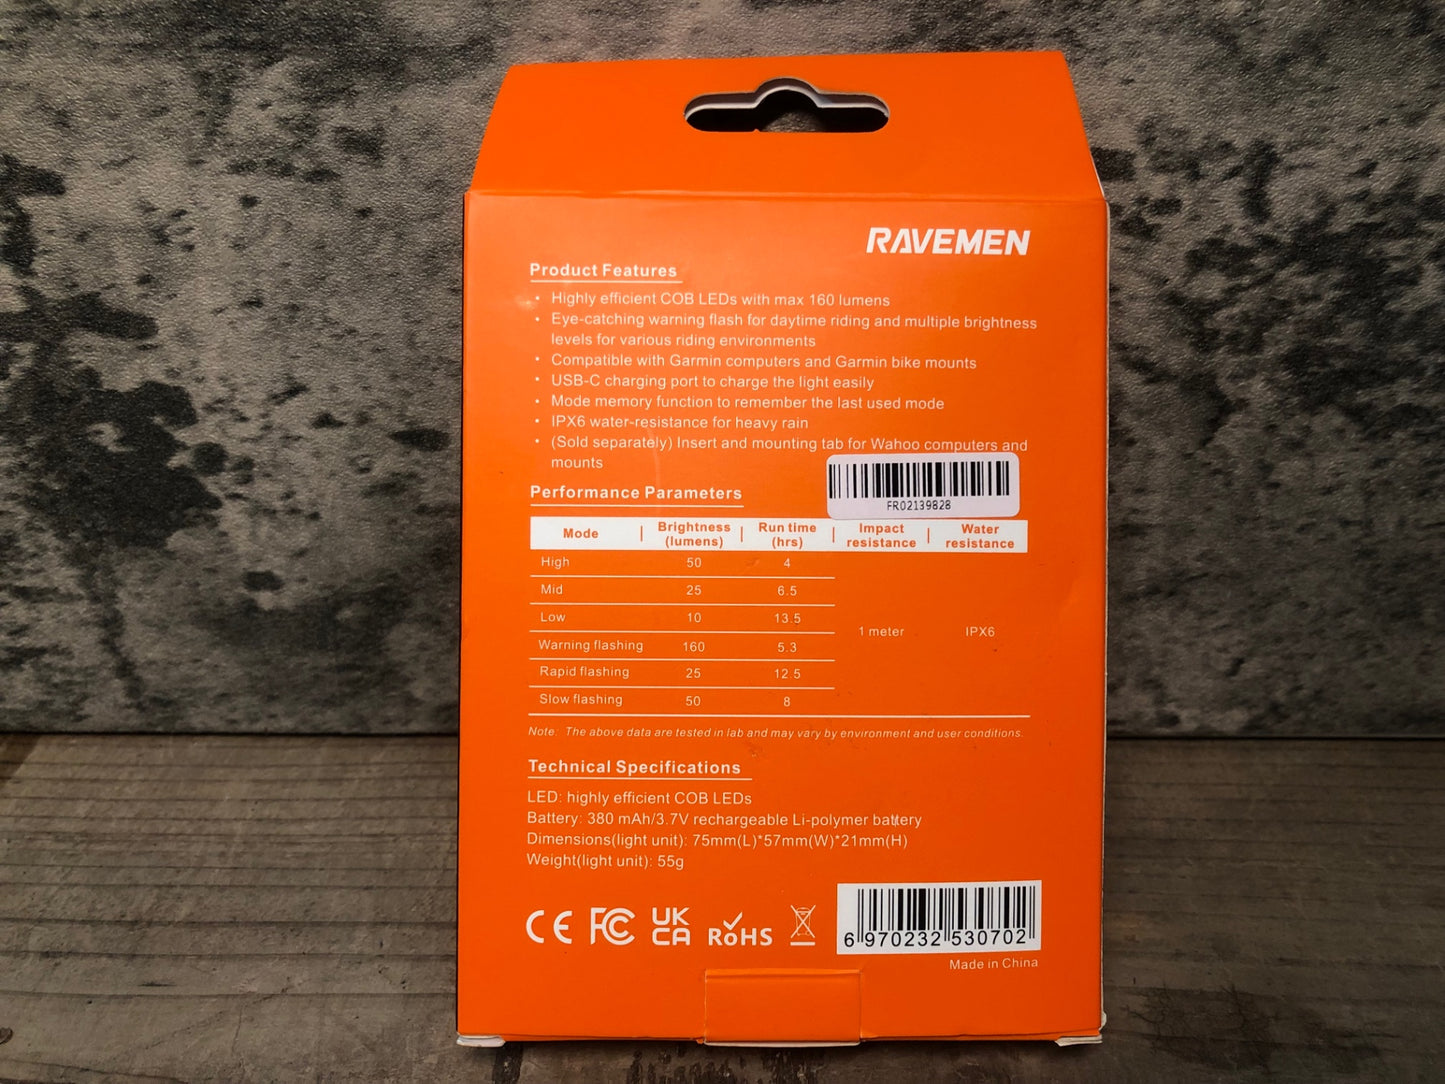 RAVEMEN
Product Features
• Highly efficient COB LEDs with max 160 lumens
• Eye-catching warning flash for daytime riding and multiple brightness
levels for various riding environments
• Compatible with Garmin computers and Garmin bike mounts
• USB-C charging port to charge the light easily
• Mode memory function to remember the last used mode
• IPX6 water-resistance for heavy rain
• (Sold separately) Insert and mounting tab for Wahoo computers and
mounts
FR02139828
Performance Parameters
Mode | Brightness (lumens) | Run time (hrs) | Impact resistance | Water resistance
High 50 4
Mid 25 6.5
Low 10 13.5
1 meter IPX6
Warning flashing 160 5.3
Rapid flashing 25 12.5
Slow flashing 50 8
Note: The above data are tested in lab and may vary by environment and user conditions.
Technical Specifications
LED: highly efficient COB LEDs
Battery: 380 mAh/3.7V rechargeable Li-polymer battery
Dimensions(light unit): 75mm(L)*57mm(W)*21mm(H)
Weight(light unit): 55g
CE FC UK CA RoHS
6 970232 530702
Made in China